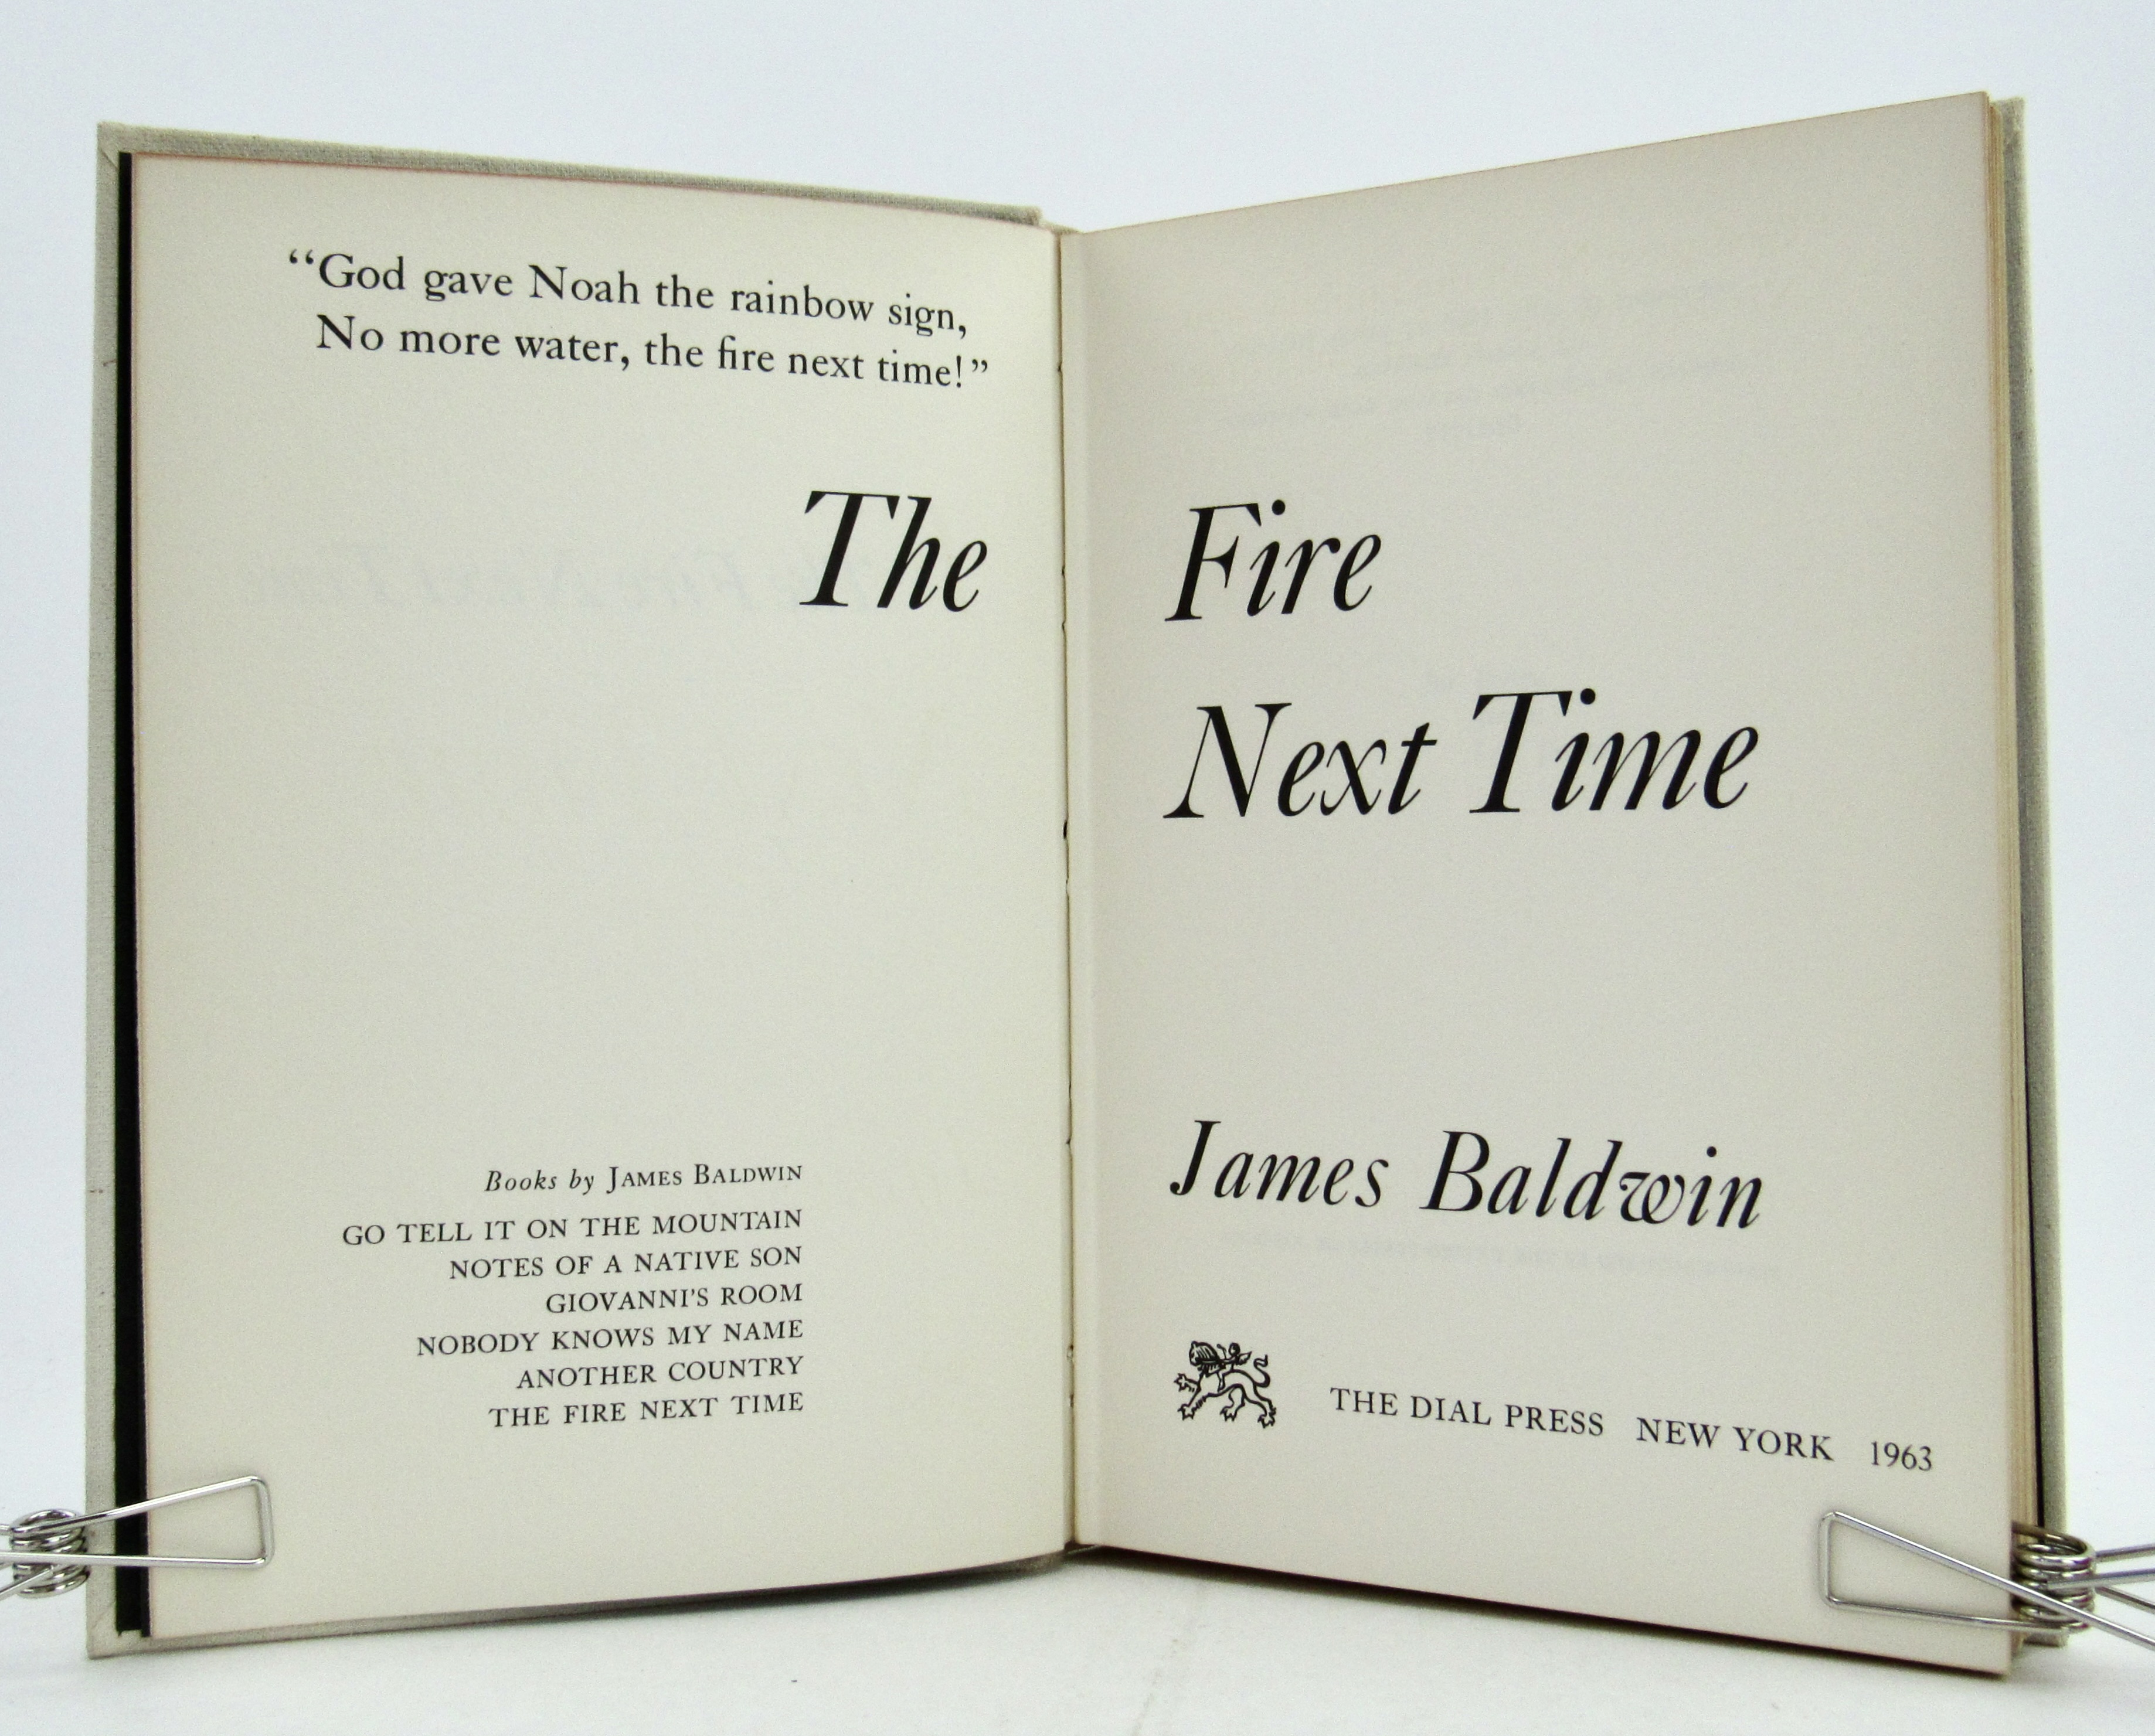 “God gave Noah the rainbow sign,
No more water, the fire next time!”
The
Books by JAMES BALDWIN
GO TELL IT ON THE MOUNTAIN
NOTES OF A NATIVE SON
GIOVANNI'S ROOM
NOBODY KNOWS MY NAME
ANOTHER COUNTRY
THE FIRE NEXT TIME
Fire
Next Time
James Baldwin
THE DIAL PRESS NEW YORK 1963